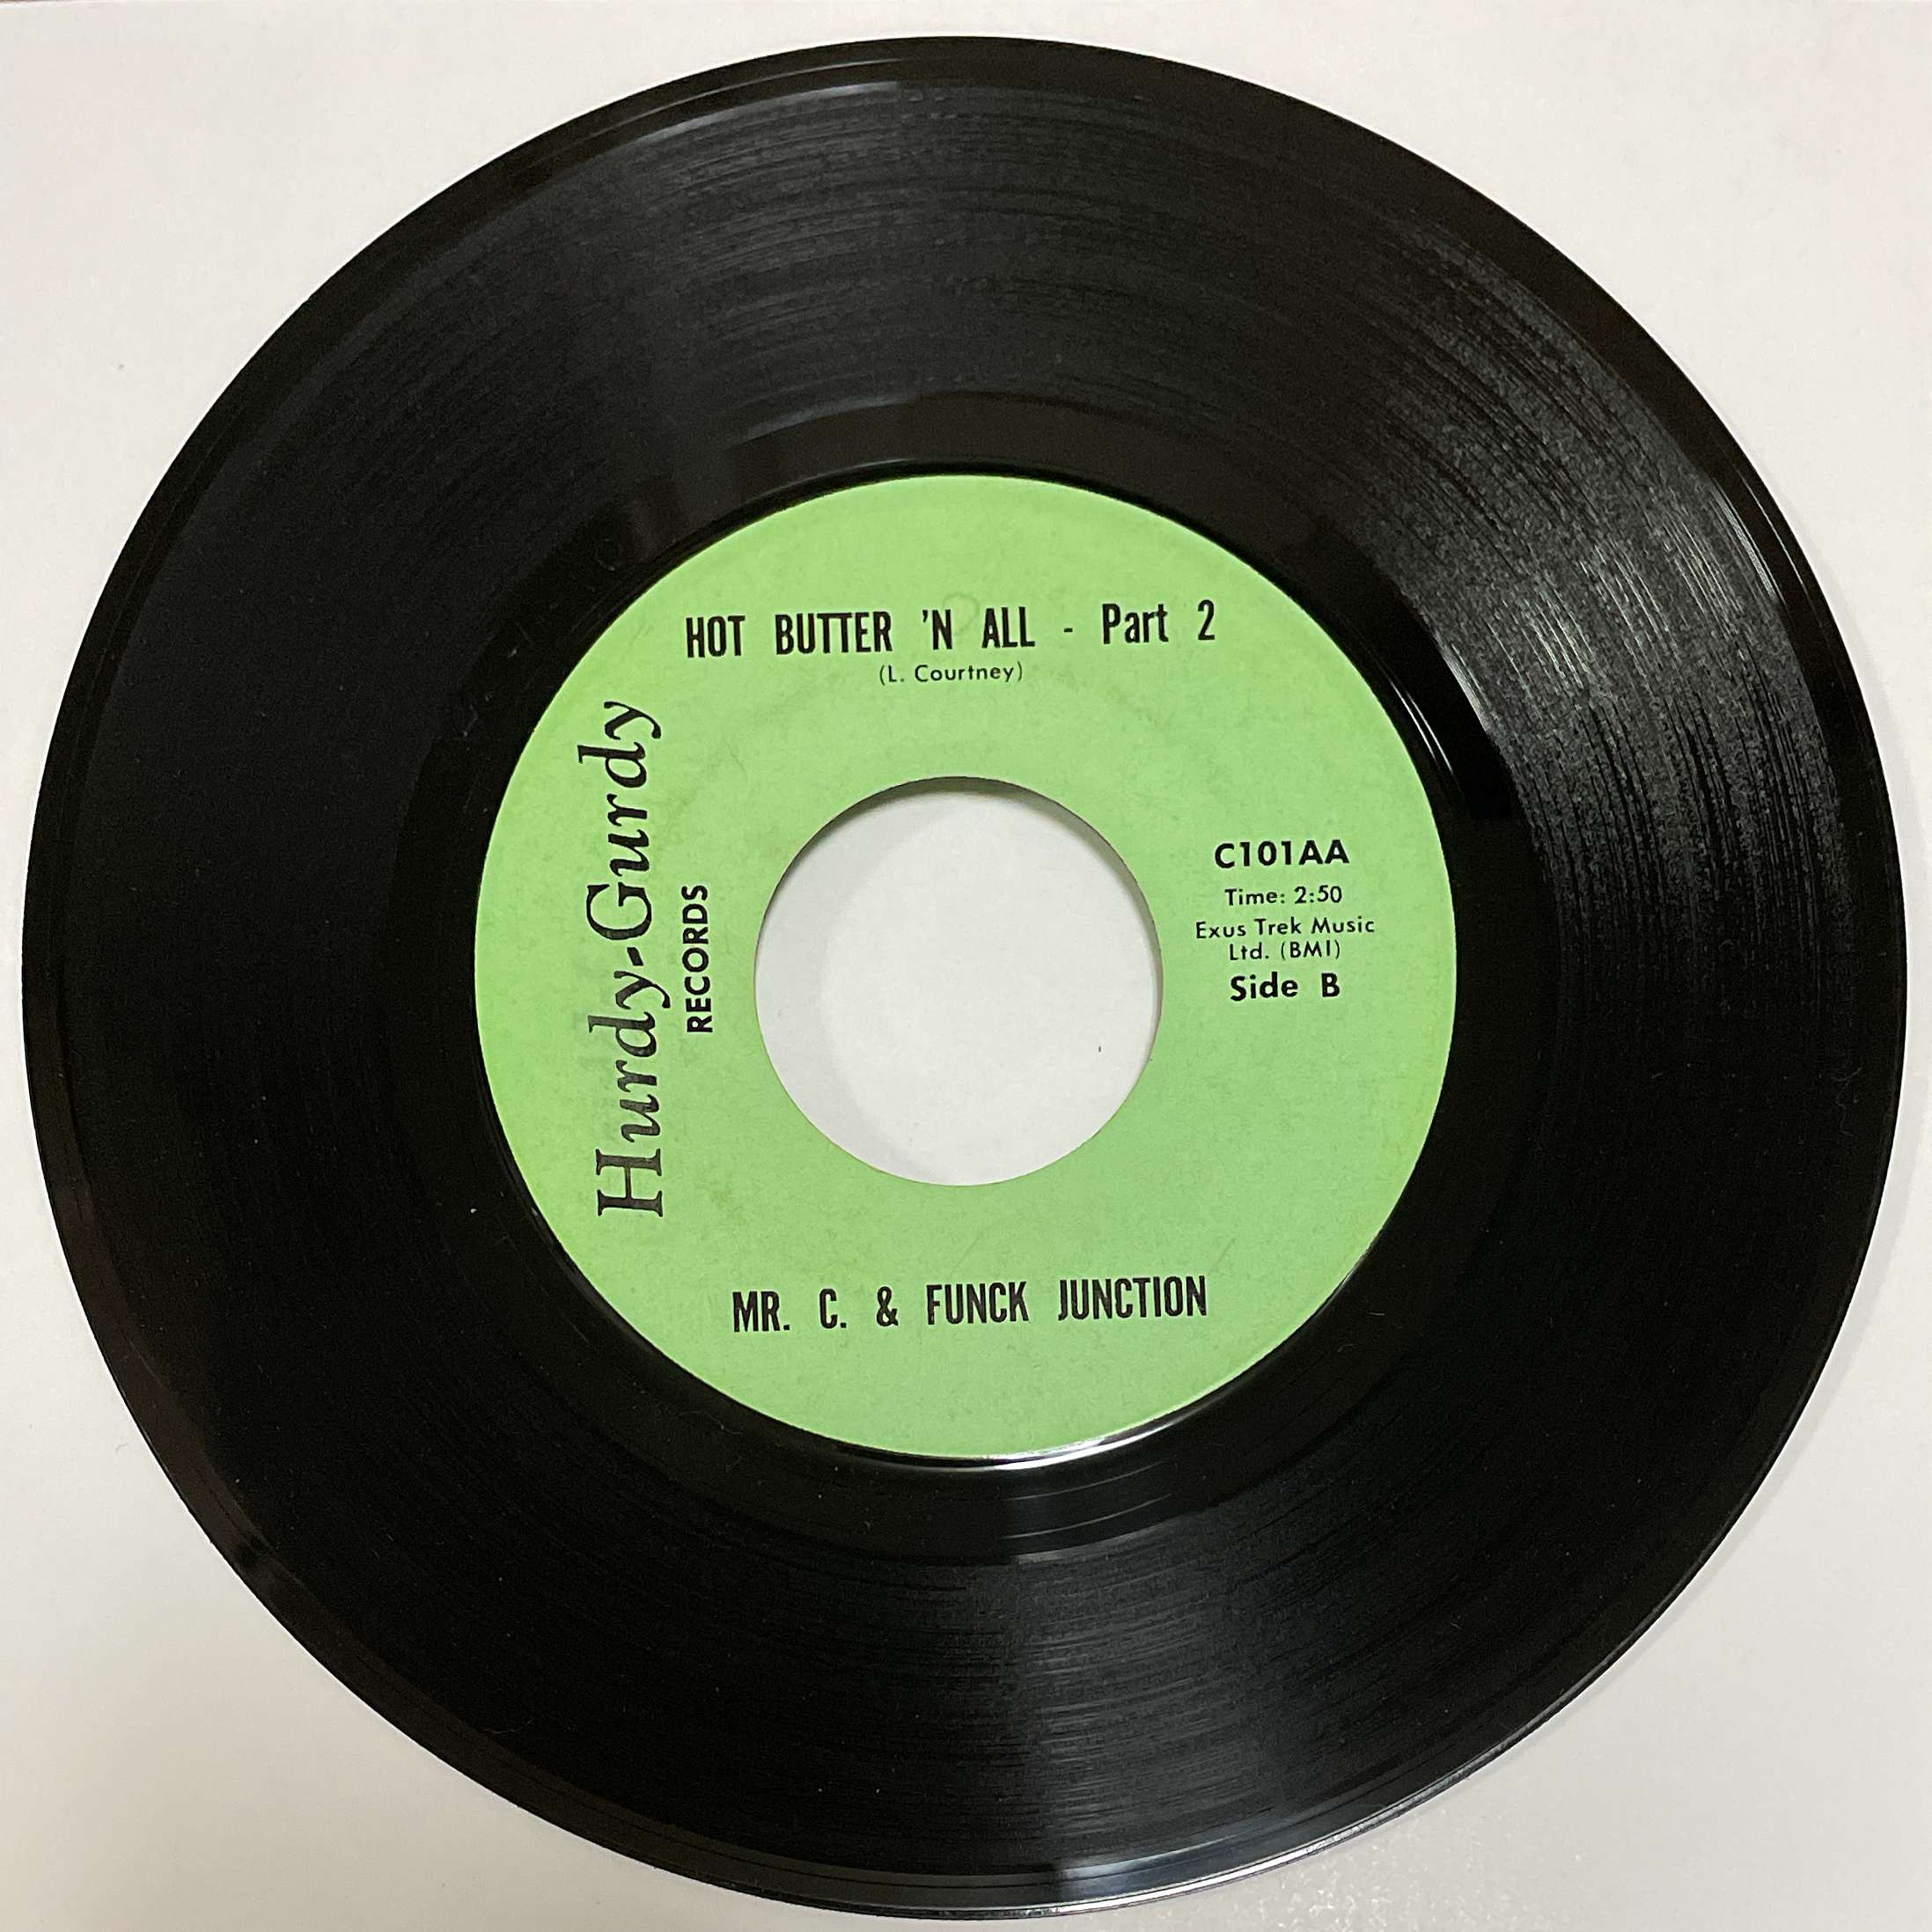 HOT BUTTER 'N ALL - Part 2
(L. Courtney)
Hurdy-Gurdy
RECORDS
C101AA
Time: 2:50
Exus Trek Music
Ltd. (BMI)
Side B
MR. C. & FUNCK JUNCTION